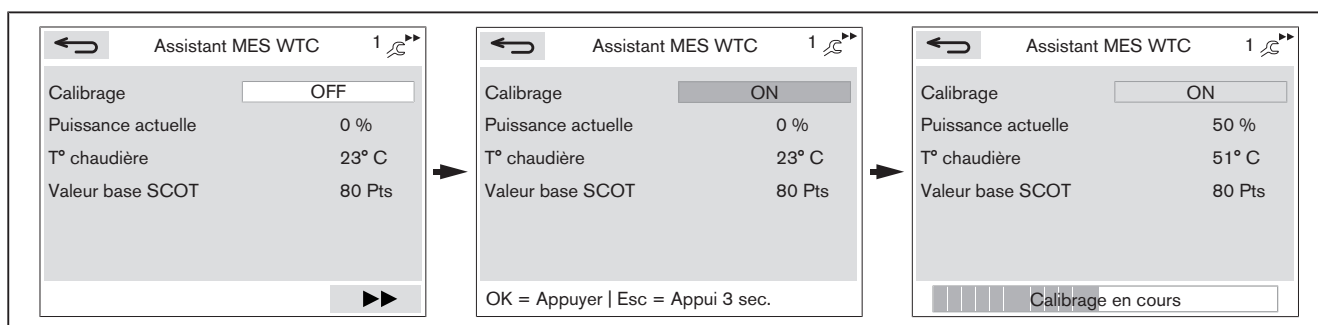 Assistant MES WTC 1
Calibrage OFF
Puissance actuelle 0 %
T° chaudière 23° C
Valeur base SCOT 80 Pts
Assistant MES WTC 1
Calibrage ON
Puissance actuelle 0 %
T° chaudière 23° C
Valeur base SCOT 80 Pts
OK = Appuyer | Esc = Appui 3 sec.
Assistant MES WTC 1
Calibrage ON
Puissance actuelle 50 %
T° chaudière 51° C
Valeur base SCOT 80 Pts
Calibrage en cours